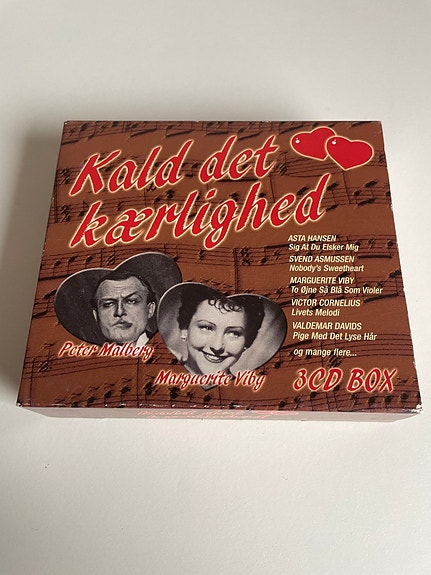 Kald det
kærlighed
ASTA HANSEN
Sig At Du Elsker Mig
SVEND ASMUSSEN
Nobody's Sweetheart
MARGUERITE VIBY
To Øjne Så Blå Som Violer
VICTOR CORNELIUS
Livets Melodi
VALDEMAR DAVIDS
Pige Med Det Lyse Hår
og mange flere...
Peter Malberg
Marguerite Viby
3CD BOX